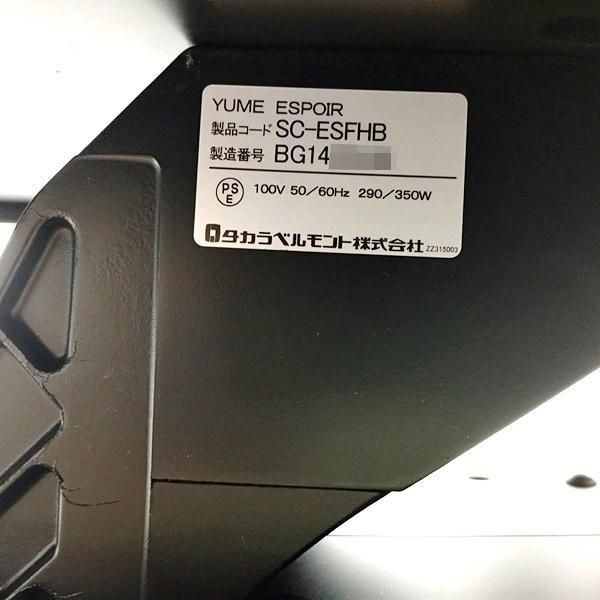 YUME ESPOIR
製品コード SC-ESFHB
製造番号 BG14
PS E 100V 50/60Hz 290/350W
タカラベルモント株式会社 ZZ315003